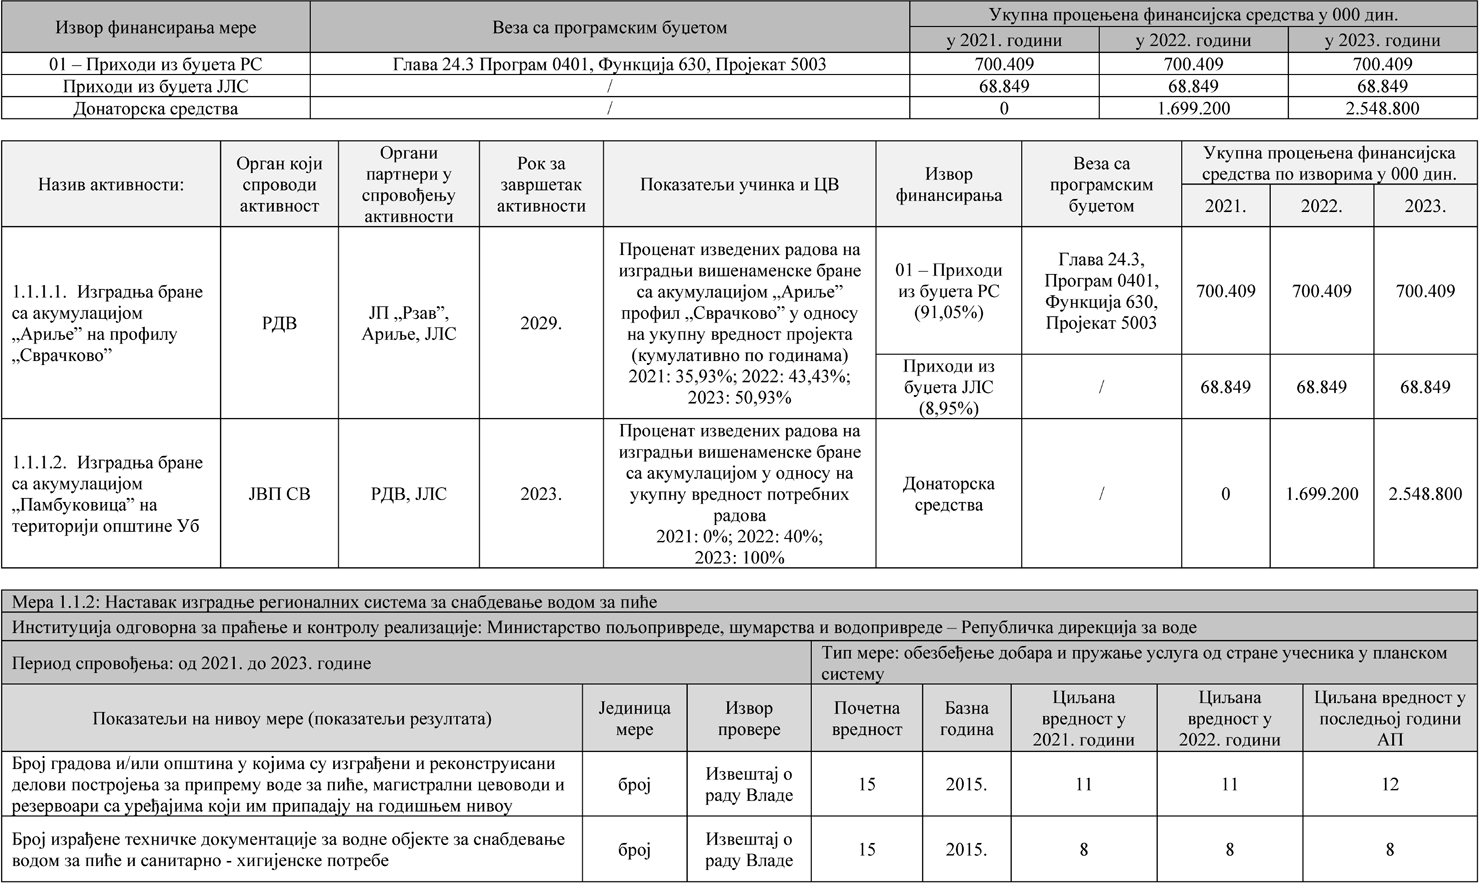 Извор финансирања мере
Веза са програмским буџетом
Укупна процењена финансијска средства у 000 дин.
у 2021. години
у 2022. години
у 2023. години
01 – Приходи из буџета РС
Глава 24.3 Програм 0401, Функција 630, Пројекат 5003
700.409
700.409
700.409
Приходи из буџета ЈЛС
/
68.849
68.849
68.849
Донаторска средства
/
0
1.699.200
2.548.800
Назив активности:
Орган који
спроводи
активност
Органи
партнери у
спровођењу
активности
Рок за
завршетак
активности
Показатељи учинка и ЦВ
Извор
финансирања
Веза са
програмским
буџетом
Укупна процењена финансијска
средства по изворима у 000 дин.
2021.
2022.
2023.
1.1.1.1. Изградња бране
са акумулацијом
„Ариље” на профилу
„Сврачково”
РДВ
ЈП „Рзав”,
Ариље, ЈЛС
2029.
Проценат изведених радова на
изградњи вишенаменске бране
са акумулацијом „Ариље”
профил „Сврачково” у односу
на укупну вредност пројекта
(кумулативно по годинама)
2021: 35,93%; 2022: 43,43%;
2023: 50,93%
01 – Приходи
из буџета РС
(91,05%)
Глава 24.3,
Програм 0401,
Функција 630,
Пројекат 5003
700.409
700.409
700.409
Приходи из
буџета ЈЛС
(8,95%)
/
68.849
68.849
68.849
1.1.1.2. Изградња бране
са акумулацијом
„Памбуковица” на
територији општине Уб
ЈВП СВ
РДВ, ЈЛС
2023.
Проценат изведених радова на
изградњи вишенаменске бране
са акумулацијом у односу на
укупну вредност потребних
радова
2021: 0%; 2022: 40%;
2023: 100%
Донаторска
средства
/
0
1.699.200
2.548.800
Мера 1.1.2: Наставак изградње регионалних система за снабдевање водом за пиће
Институција одговорна за праћење и контролу реализације: Министарство пољопривреде, шумарства и водопривреде – Републичка дирекција за воде
Период спровођења: од 2021. до 2023. године
Тип мере: обезбеђење добара и пружање услуга од стране учесника у планском
систему
Показатељи на нивоу мере (показатељи резултата)
Јединица
мере
Извор
провере
Почетна
вредност
Базна
година
Циљана
вредност у
2021. години
Циљана
вредност у
2022. години
Циљана вредност у
последњој години
АП
Број градова и/или општина у којима су изграђени и реконструисани
делови постројења за припрему воде за пиће, магистрални цевоводи и
резервоари са уређајима који им припадају на годишњем нивоу
број
Извештај о
раду Владе
15
2015.
11
11
12
Број израђене техничке документације за водне објекте за снабдевање
водом за пиће и санитарно - хигијенске потребе
број
Извештај о
раду Владе
15
2015.
8
8
8